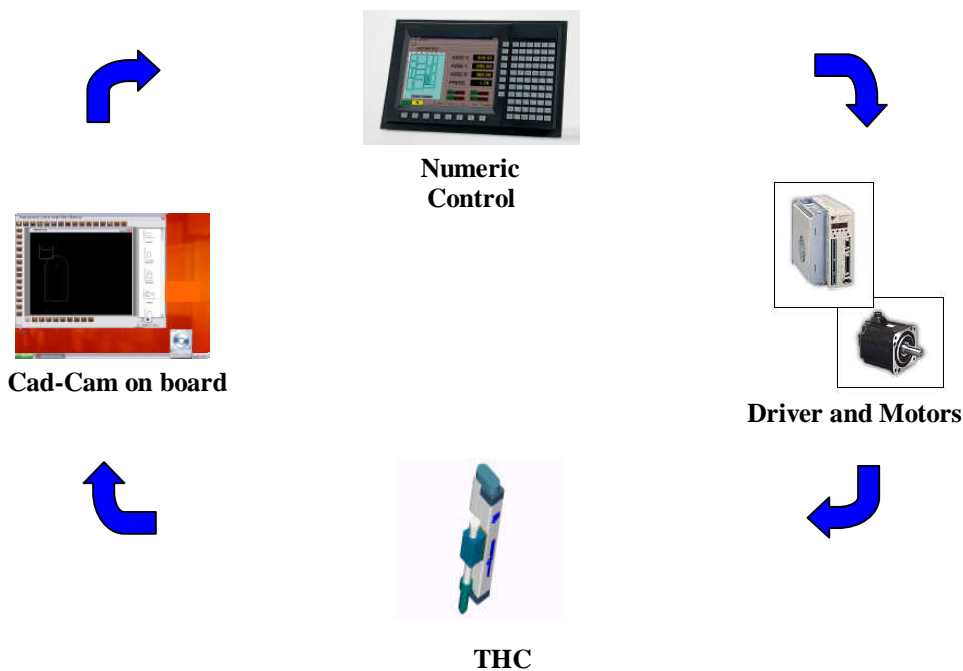 Numeric
Control
Cad-Cam on board
Driver and Motors
THC